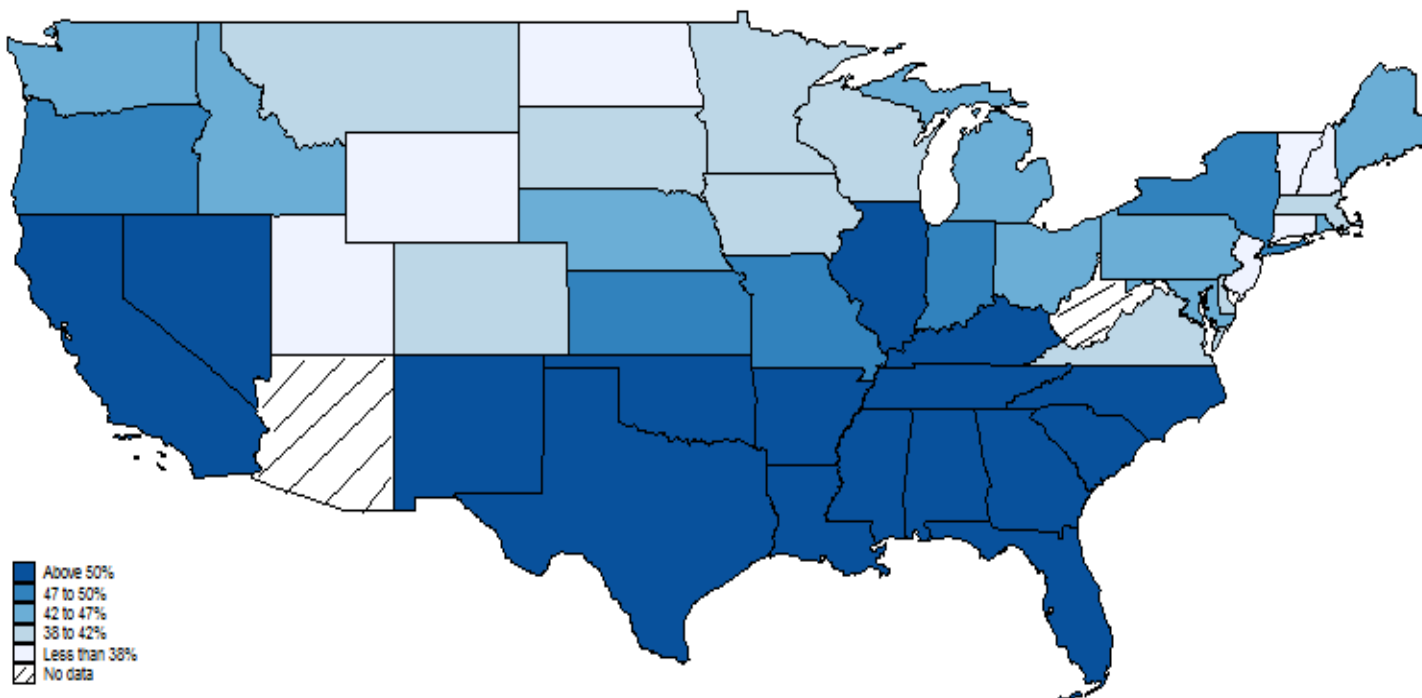 Above 50%
47 to 50%
42 to 47%
38 to 42%
Less than 38%
No data